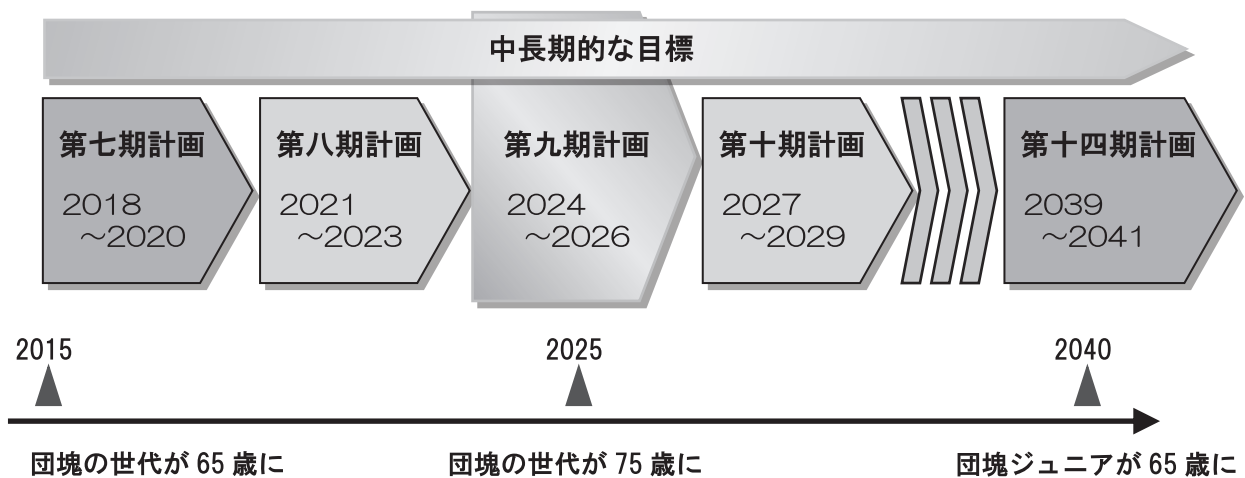 中長期的な目標
第七期計画
2018
～2020
第八期計画
2021
～2023
第九期計画
2024
～2026
第十期計画
2027
～2029
第十四期計画
2039
～2041
2015
2025
2040
団塊の世代が 65 歳に
団塊の世代が 75 歳に
団塊ジュニアが 65 歳に